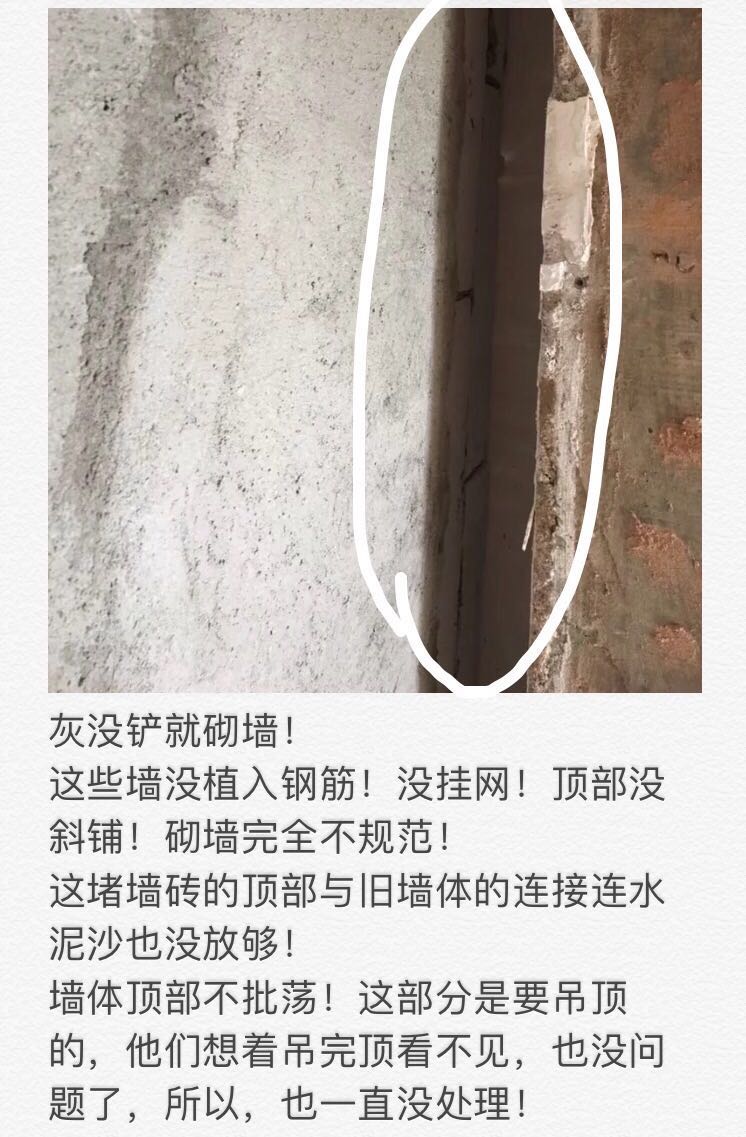 灰没铲就砌墙！
这些墙没植入钢筋！没挂网！顶部没
斜铺！砌墙完全不规范！
这堵墙砖的顶部与旧墙体的连接连水
泥沙也没放够！
墙体顶部不批荡！这部分是要吊顶
的，他们想着吊完顶看不见，也没问
题了，所以，也一直没处理！